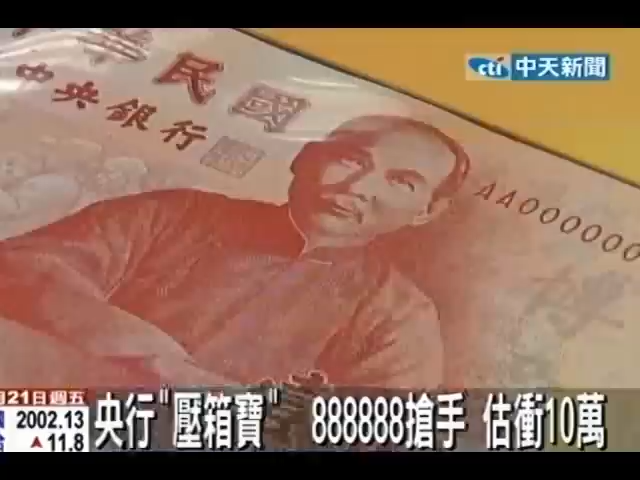 cti 中天新聞
華民國
中央銀行
AA000000
月21日週五
2002.13
▲11.8
央行"壓箱寶" 888888搶手 估衝10萬